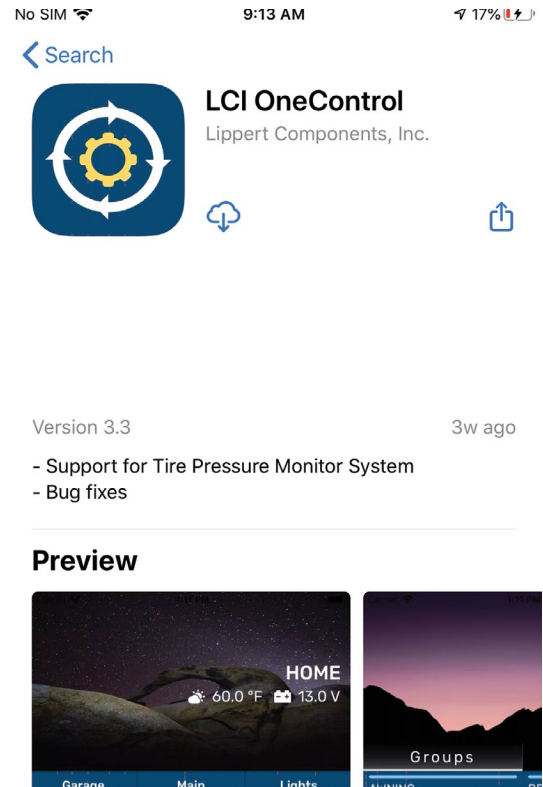 No SIM 9:13 AM 17%
Search
LCI OneControl
Lippert Components, Inc.
Version 3.3 3w ago
- Support for Tire Pressure Monitor System
- Bug fixes
Preview
HOME
60.0 °F 13.0 V
Groups
Garage Main Lights
AWNING